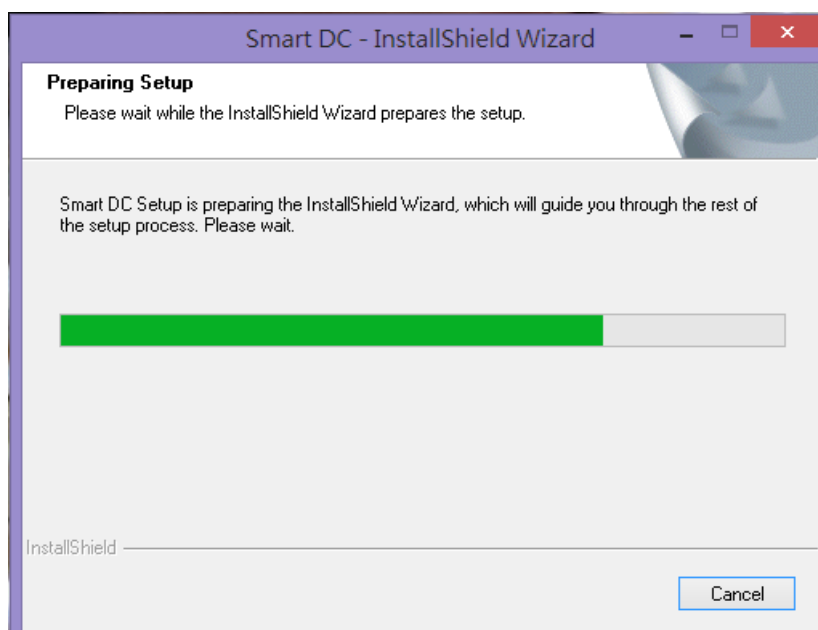 Smart DC - InstallShield Wizard
Preparing Setup
Please wait while the InstallShield Wizard prepares the setup.
Smart DC Setup is preparing the InstallShield Wizard, which will guide you through the rest of
the setup process. Please wait.
InstallShield
Cancel